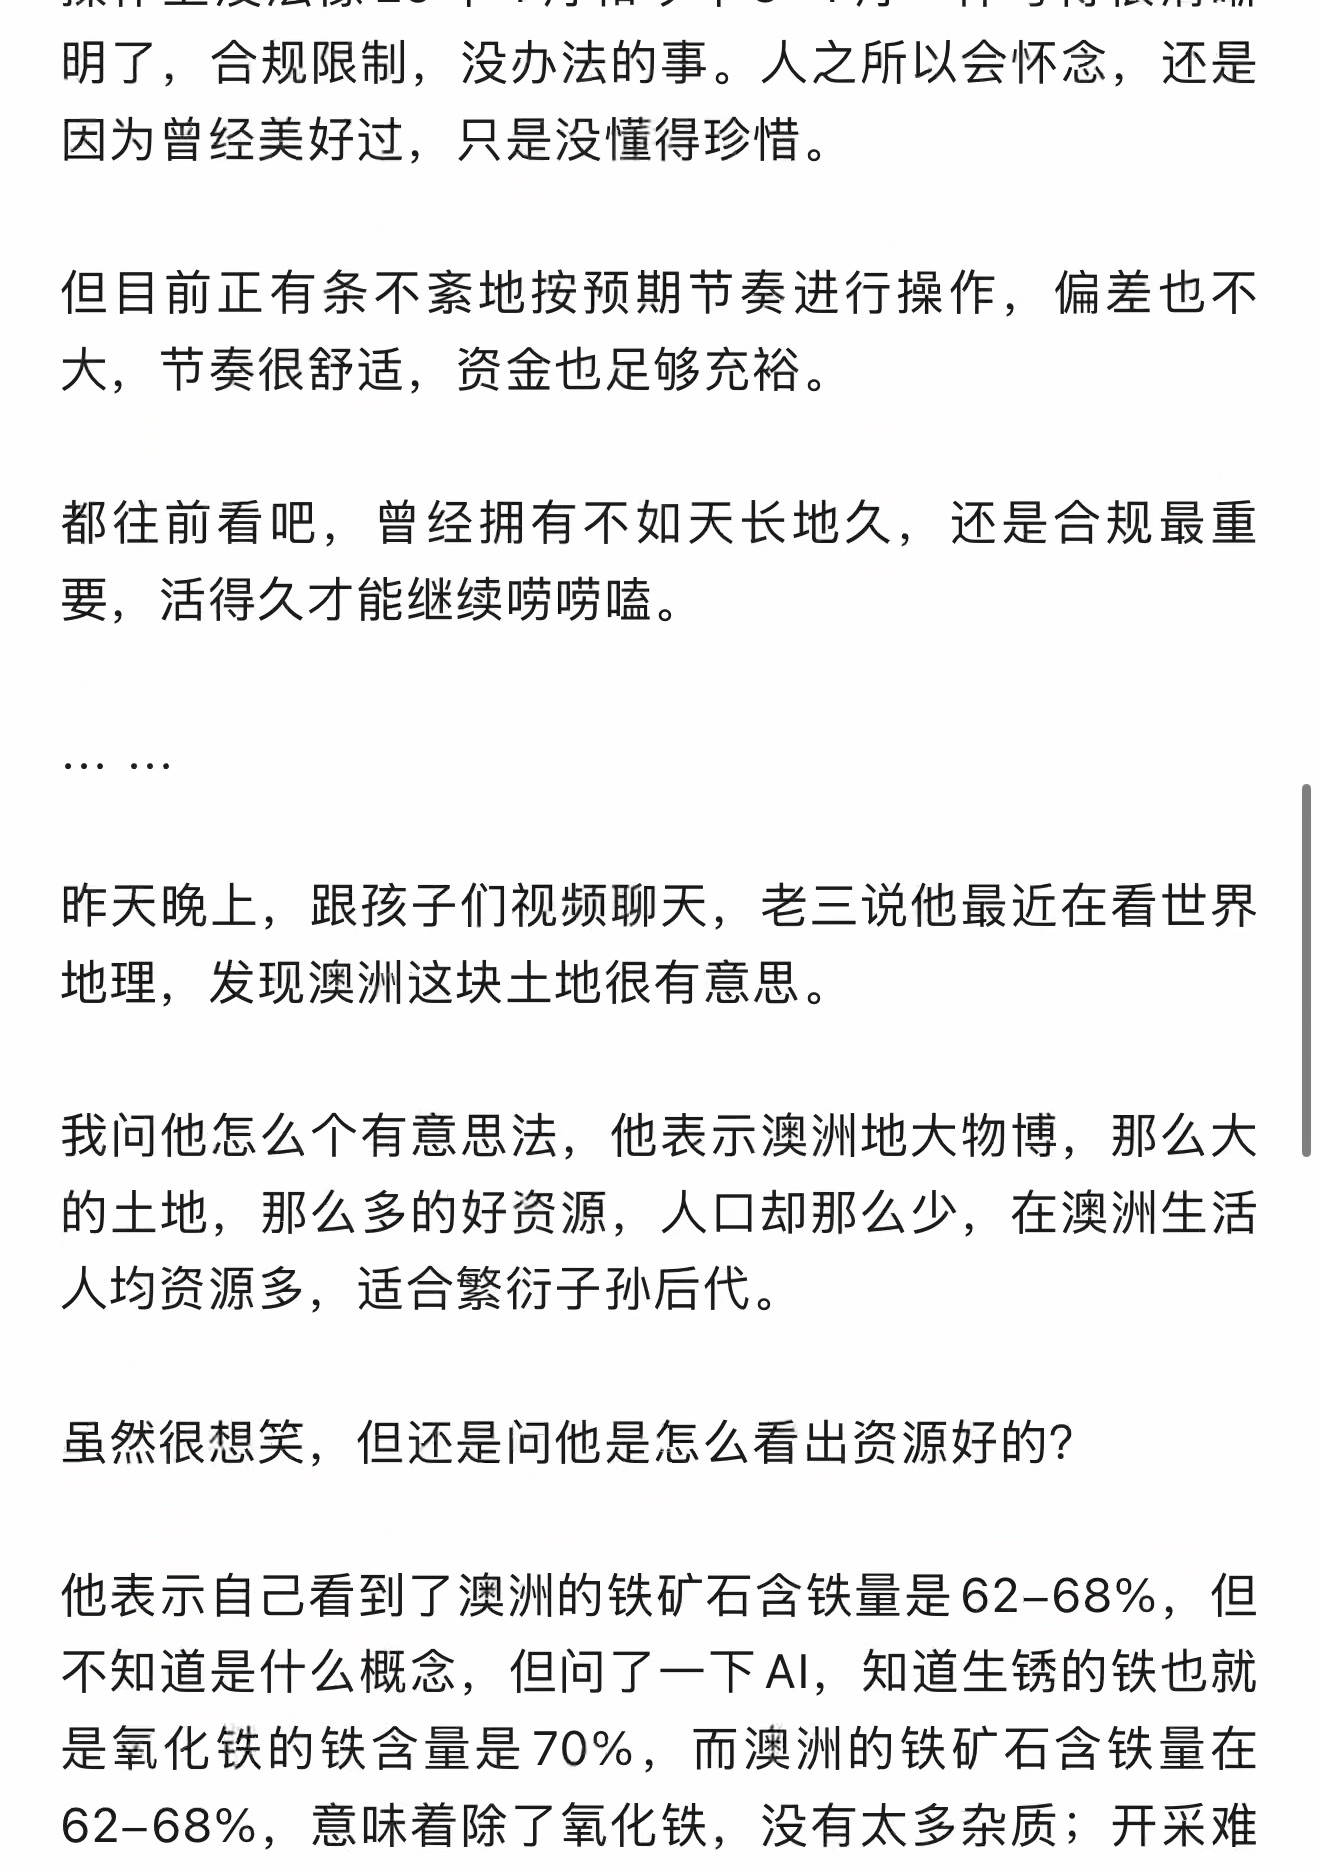 明了，合规限制，没办法的事。人之所以会怀念，还是
因为曾经美好过，只是没懂得珍惜。
但目前正有条不紊地按预期节奏进行操作，偏差也不
大，节奏很舒适，资金也足够充裕。
都往前看吧，曾经拥有不如天长地久，还是合规最重
要，活得久才能继续唠唠嗑。
… …
昨天晚上，跟孩子们视频聊天，老三说他最近在看世界
地理，发现澳洲这块土地很有意思。
我问他怎么个有意思法，他表示澳洲地大物博，那么大
的土地，那么多的好资源，人口却那么少，在澳洲生活
人均资源多，适合繁衍子孙后代。
虽然很想笑，但还是问他是怎么看出资源好的?
他表示自己看到了澳洲的铁矿石含铁量是62–68%，但
不知道是什么概念，但问了一下AI，知道生锈的铁也就
是氧化铁的铁含量是70%，而澳洲的铁矿石含铁量在
62–68%，意味着除了氧化铁，没有太多杂质；开采难